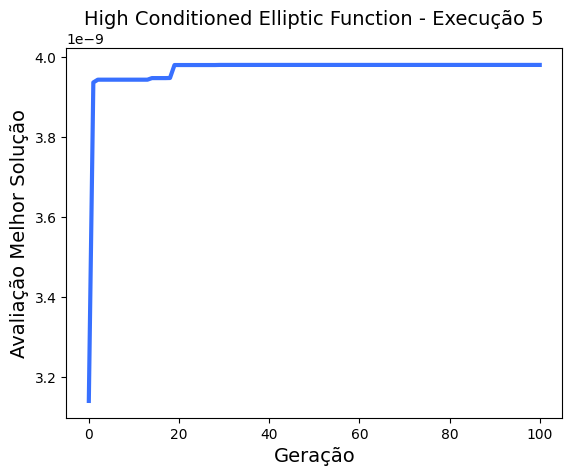 High Conditioned Elliptic Function - Execução 5
1e−9
4.0
3.8
3.6
3.4
3.2
Avaliação Melhor Solução
0 20 40 60 80 100
Geração